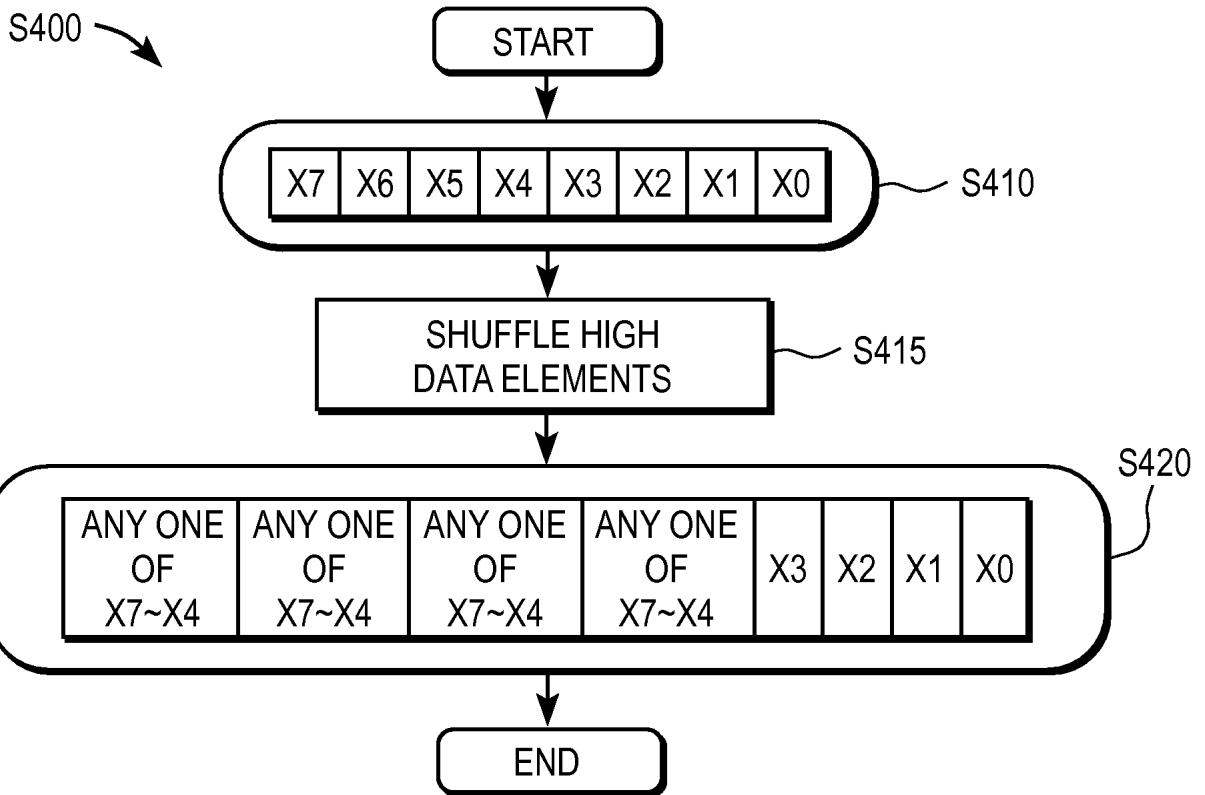 S400
START
X7 X6 X5 X4 X3 X2 X1 X0
S410
SHUFFLE HIGH
DATA ELEMENTS
S415
S420
ANY ONE ANY ONE ANY ONE ANY ONE
OF OF OF OF X3 X2 X1 X0
X7~X4 X7~X4 X7~X4 X7~X4
END